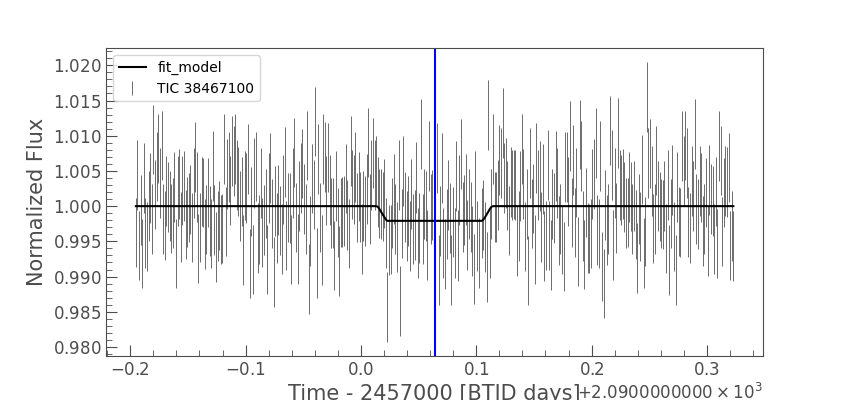 fit_model
TIC 38467100
Normalized Flux
1.020
1.015
1.010
1.005
1.000
0.995
0.990
0.985
0.980
−0.2 −0.1 0.0 0.1 0.2 0.3
Time - 2457000 [BTJD days]
+2.0900000000 × 10³